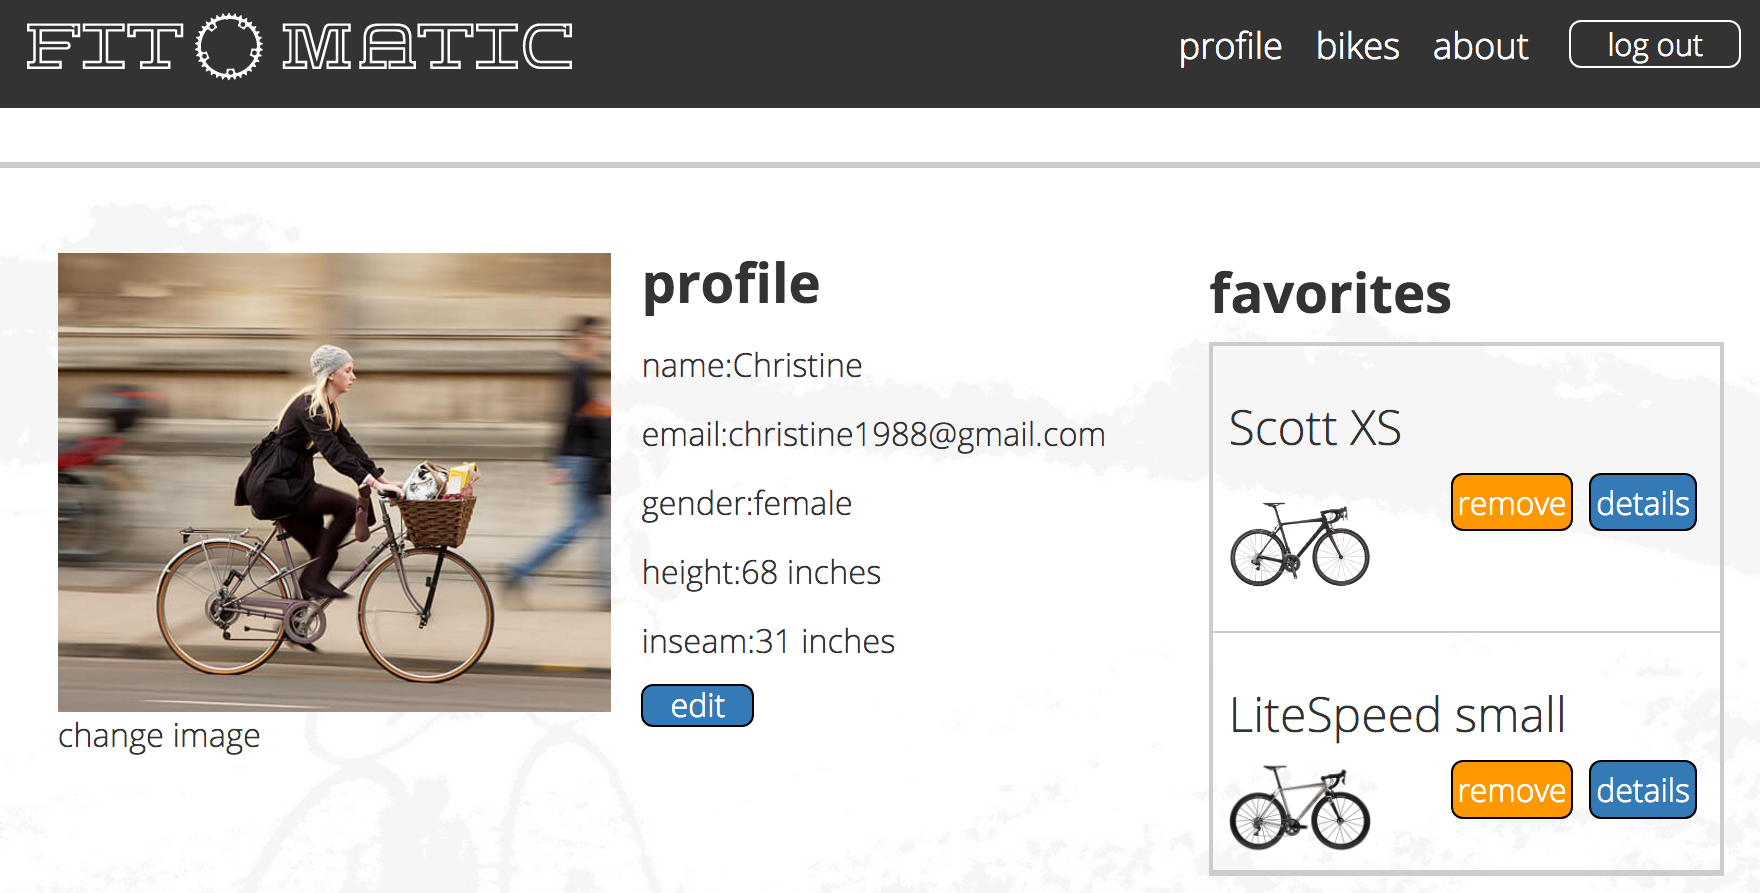 FIT O MATIC
profile bikes about log out
profile
name:Christine
email:christine1988@gmail.com
gender:female
height:68 inches
inseam:31 inches
edit
change image
favorites
Scott XS
remove details
LiteSpeed small
remove details